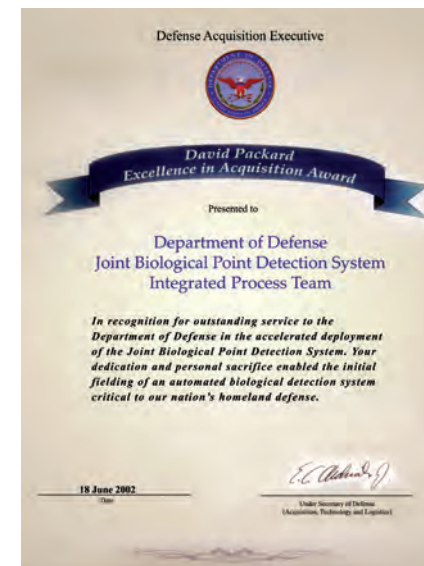 Defense Acquisition Executive
David Packard
Excellence in Acquisition Award
Presented to
Department of Defense
Joint Biological Point Detection System
Integrated Process Team
In recognition for outstanding service to the
Department of Defense in the accelerated deployment
of the Joint Biological Point Detection System. Your
dedication and personal sacrifice enabled the initial
fielding of an automated biological detection system
critical to our nation's homeland defense.
18 June 2002
Date
Under Secretary of Defense
(Acquisition, Technology and Logistics)